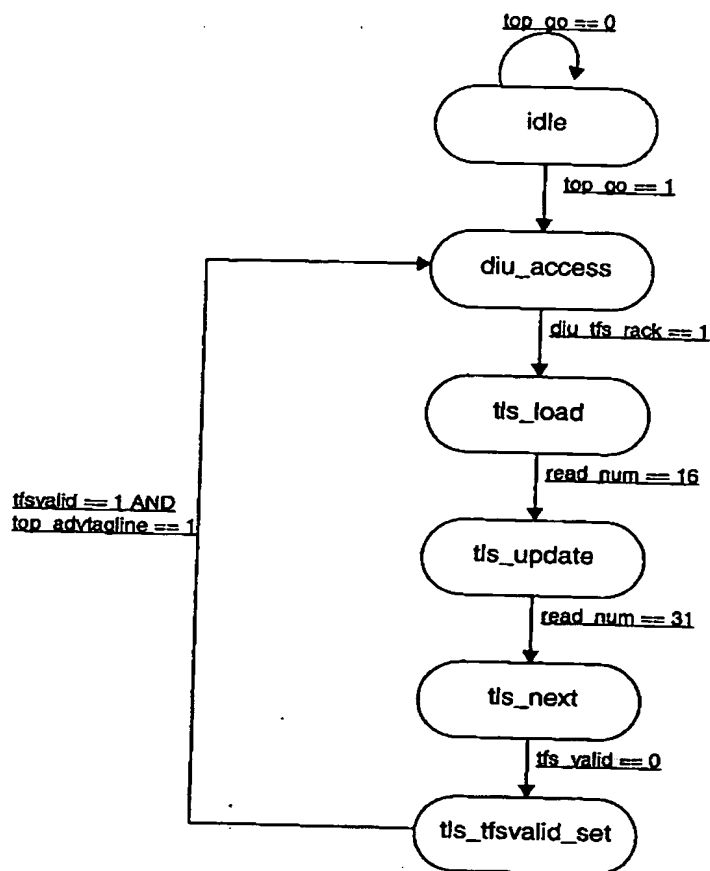 top_go == 0
idle
top_go == 1
diu_access
diu_tfs_rack == 1
tls_load
read_num == 16
tfsvalid == 1 AND
top_advtagline == 1
tls_update
read_num == 31
tls_next
tfs_valid == 0
tls_tfsvalid_set